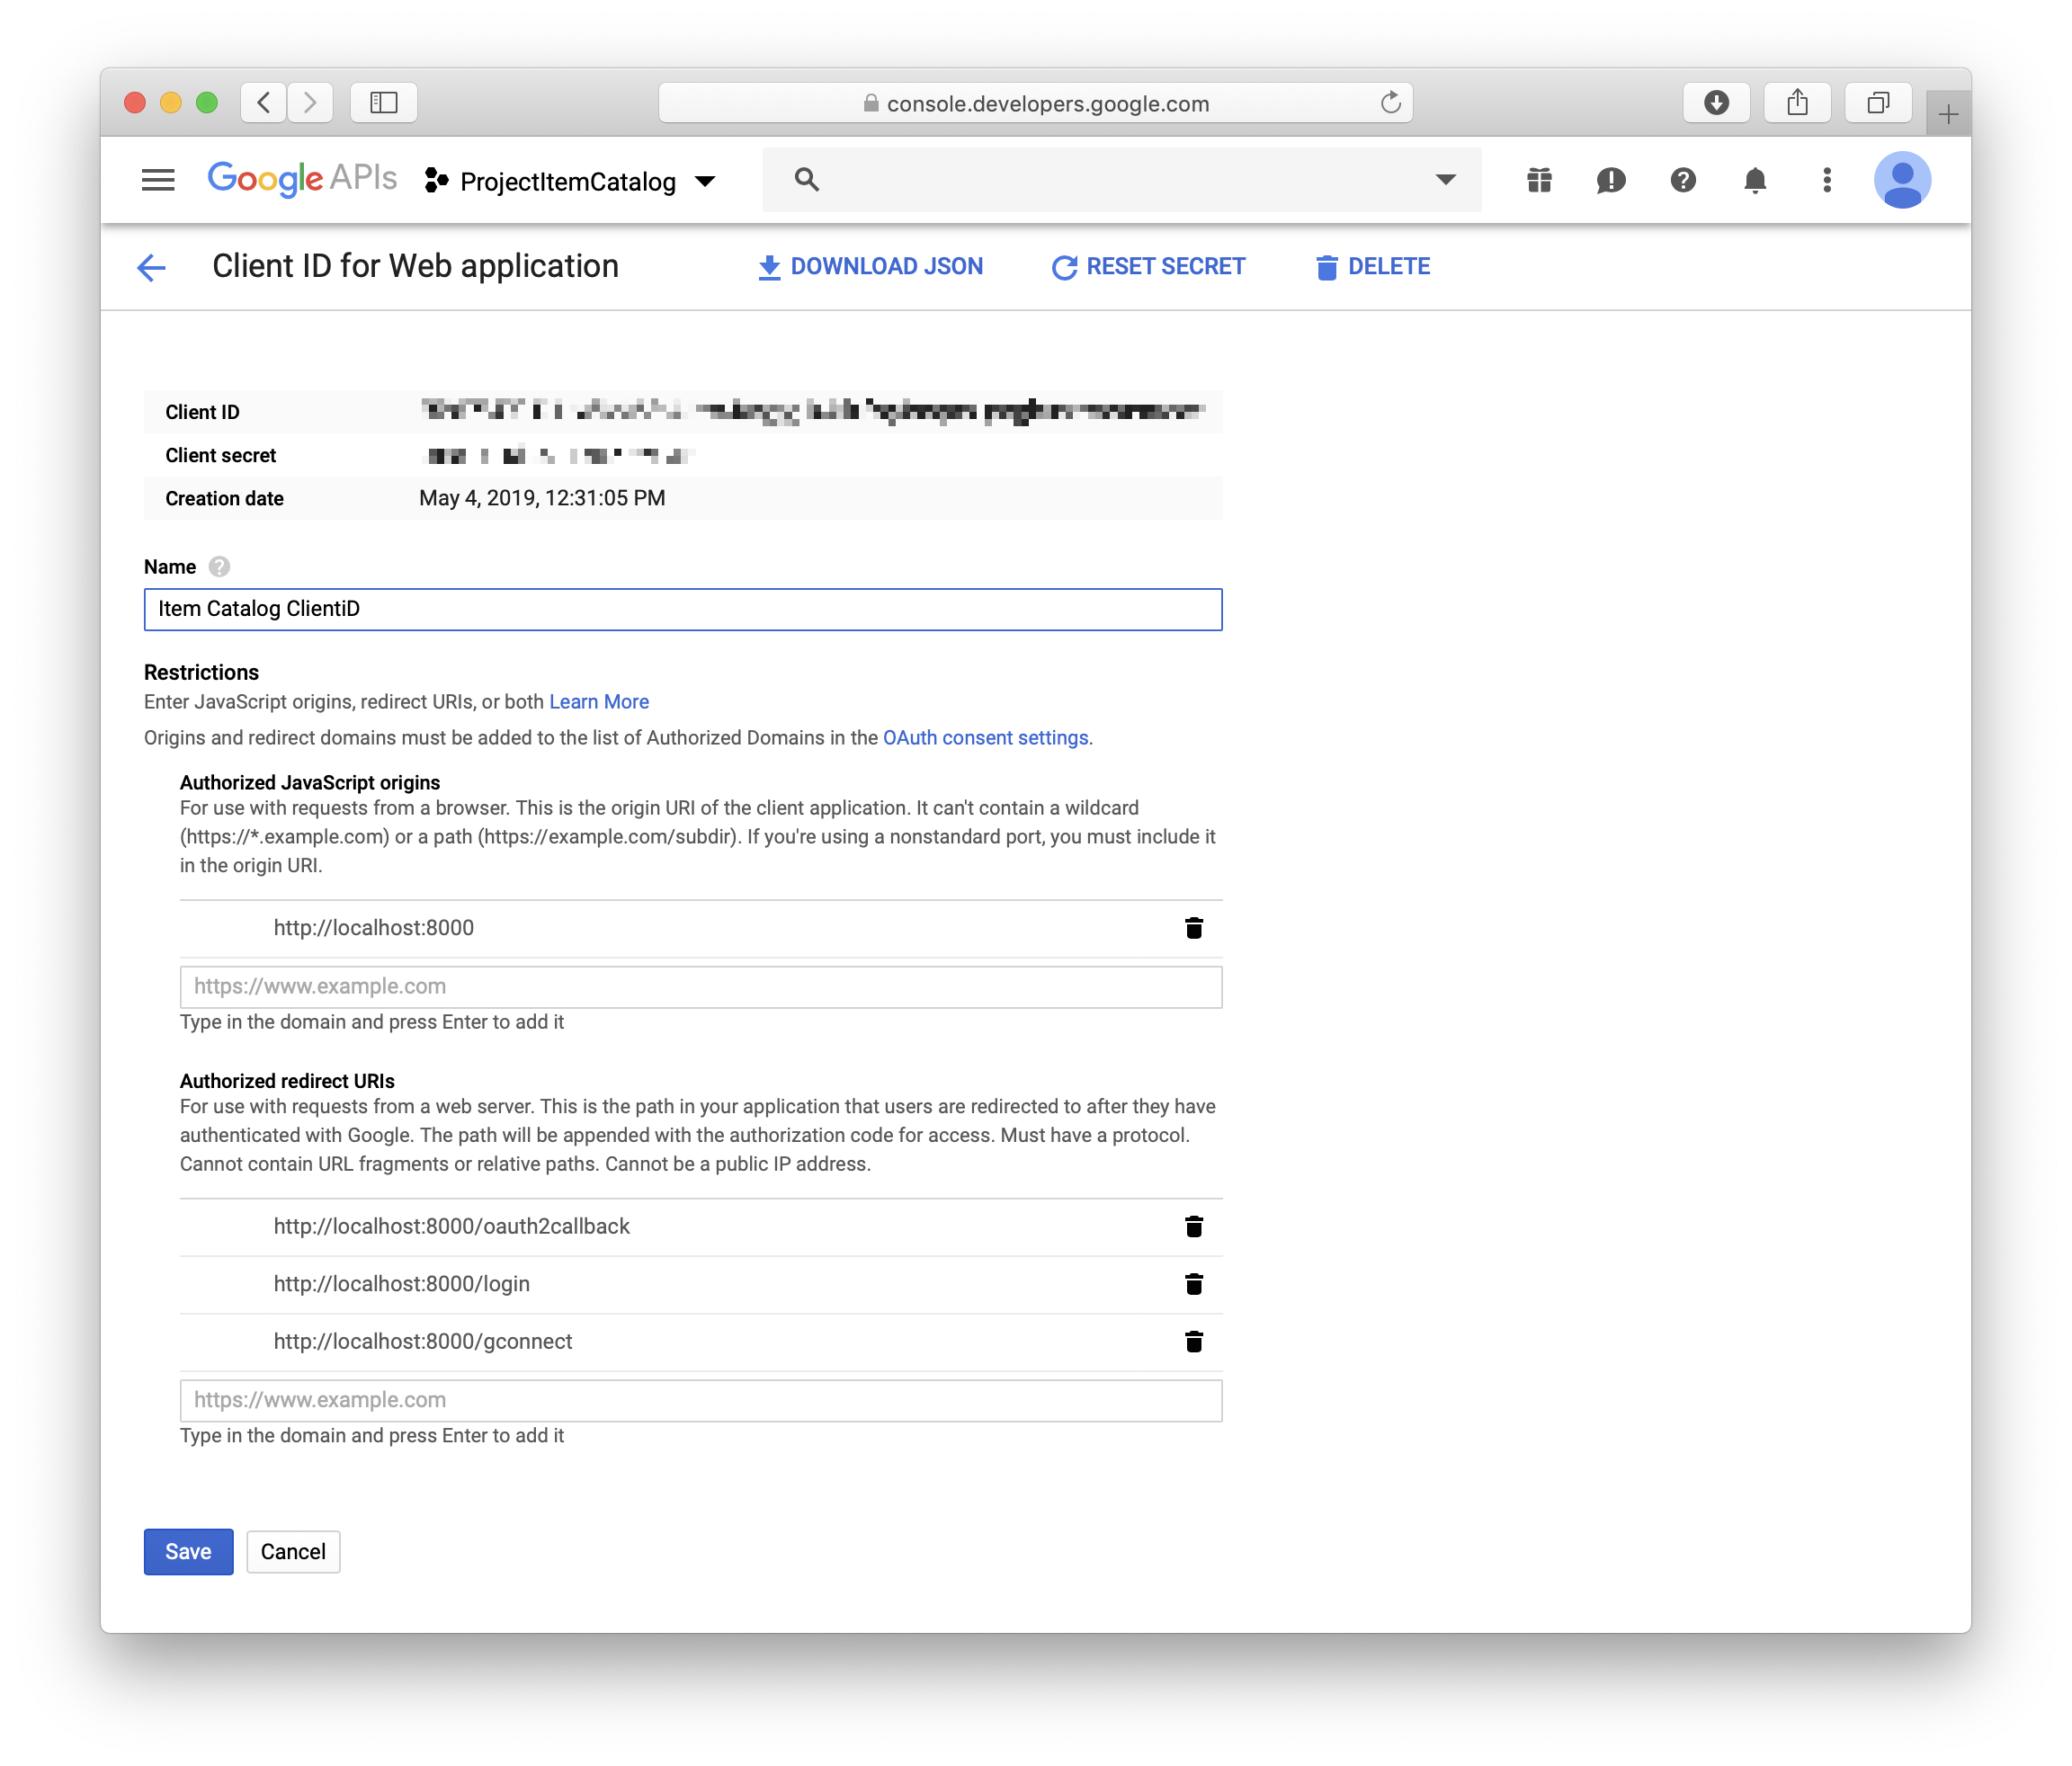 console.developers.google.com
Google APIs ProjectItemCatalog
Client ID for Web application DOWNLOAD JSON RESET SECRET DELETE
Client ID
Client secret
Creation date May 4, 2019, 12:31:05 PM
Name
Item Catalog ClientiD
Restrictions
Enter JavaScript origins, redirect URIs, or both Learn More
Origins and redirect domains must be added to the list of Authorized Domains in the OAuth consent settings.
Authorized JavaScript origins
For use with requests from a browser. This is the origin URI of the client application. It can't contain a wildcard
(https://*.example.com) or a path (https://example.com/subdir). If you're using a nonstandard port, you must include it
in the origin URI.
http://localhost:8000
https://www.example.com
Type in the domain and press Enter to add it
Authorized redirect URIs
For use with requests from a web server. This is the path in your application that users are redirected to after they have
authenticated with Google. The path will be appended with the authorization code for access. Must have a protocol.
Cannot contain URL fragments or relative paths. Cannot be a public IP address.
http://localhost:8000/oauth2callback
http://localhost:8000/login
http://localhost:8000/gconnect
https://www.example.com
Type in the domain and press Enter to add it
Save Cancel